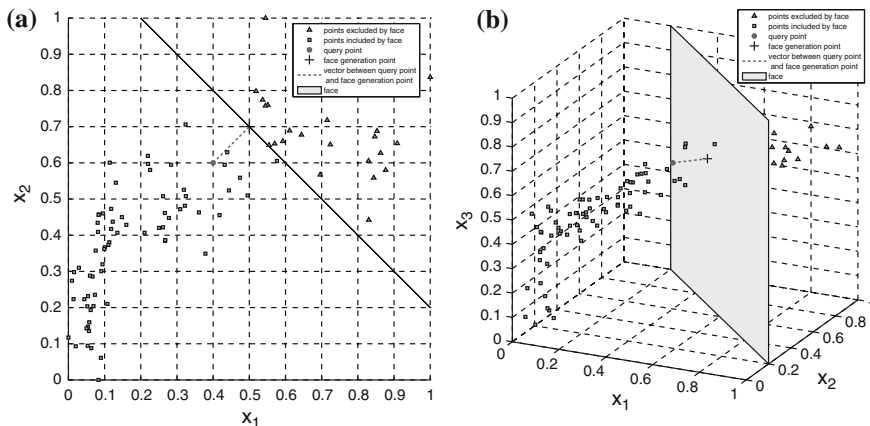 (a)
points excluded by face
points included by face
query point
face generation point
vector between query point
and face generation point
face
1
0.9
0.8
0.7
0.6
0.5
0.4
0.3
0.2
0.1
0
x2
0 0.1 0.2 0.3 0.4 0.5 0.6 0.7 0.8 0.9 1
x1
(b)
points excluded by face
points included by face
query point
face generation point
vector between query point
and face generation point
face
1
0.9
0.8
0.7
0.6
0.5
0.4
0.3
0.2
0.1
0
x3
0 0.2 0.4 0.6 0.8 1
x1
0 0.2 0.4 0.6 0.8
x2